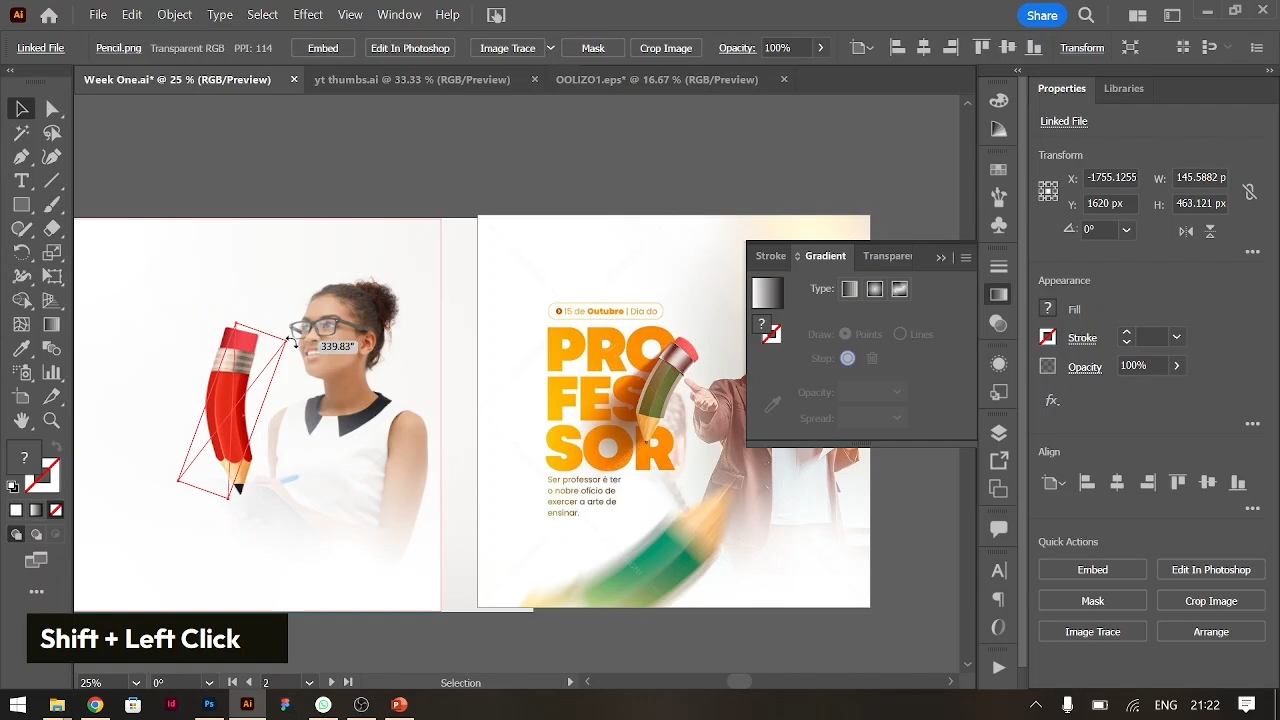 Ai File Edit Object Type Select Effect View Window Help Share
Linked File Pencil.png Transparent RGB PPI: 114 Embed Edit In Photoshop Image Trace Mask Crop Image Opacity: 100% Transform
Week One.ai* @ 25 % (RGB/Preview) × yt thumbs.ai @ 33.33 % (RGB/Preview) × OOLIZO1.eps* @ 16.67 % (RGB/Preview) ×
Properties Libraries
Linked File
Transform
X: -1755.1255 W: 145.5882 p
Y: 1620 px H: 463.121 px
0°
Appearance
? Fill
Stroke
Opacity 100%
fx.
Align
Quick Actions
Embed Edit In Photoshop
Mask Crop Image
Image Trace Arrange
Stroke Gradient Transparen
Type:
?
Draw: Points Lines
Stop:
Opacity:
Spread:
339.83°
15 de Outubro | Dia do
PRO
FES
SOR
Ser professor é ter
o nobre ofício de
exercer a arte de
ensinar.
?
Shift + Left Click
25% 0° 2 Selection
ENG 21:22